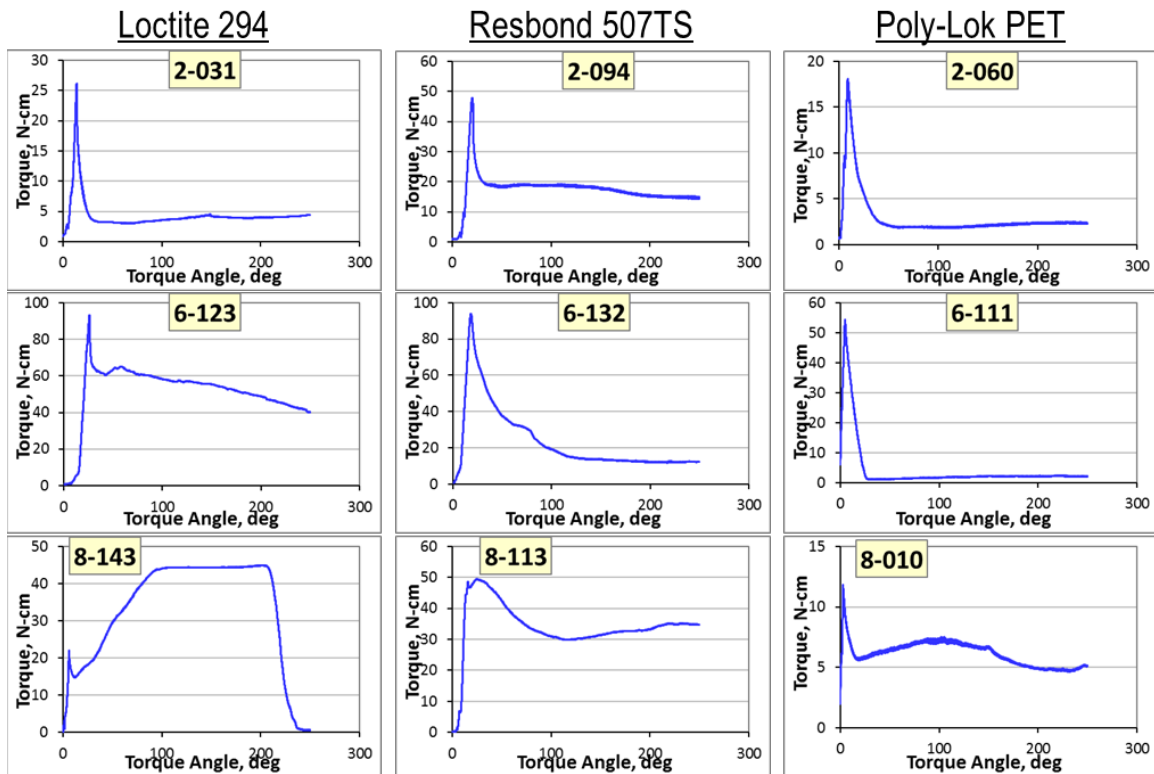 Loctite 294
Resbond 507TS
Poly-Lok PET
2-031
Torque, N-cm
30
25
20
15
10
5
0
0 100 200 300
Torque Angle, deg
2-094
Torque, N-cm
60
50
40
30
20
10
0
0 100 200 300
Torque Angle, deg
2-060
Torque, N-cm
20
15
10
5
0
0 100 200 300
Torque Angle, deg
6-123
Torque, N-cm
100
80
60
40
20
0
0 100 200 300
Torque Angle, deg
6-132
Torque, N-cm
100
80
60
40
20
0
0 100 200 300
Torque Angle, deg
6-111
Torque, N-cm
60
50
40
30
20
10
0
0 100 200 300
Torque Angle, deg
8-143
Torque, N-cm
50
40
30
20
10
0
0 100 200 300
Torque Angle, deg
8-113
Torque, N-cm
60
50
40
30
20
10
0
0 100 200 300
Torque Angle, deg
8-010
Torque, N-cm
15
10
5
0
0 100 200 300
Torque Angle, deg